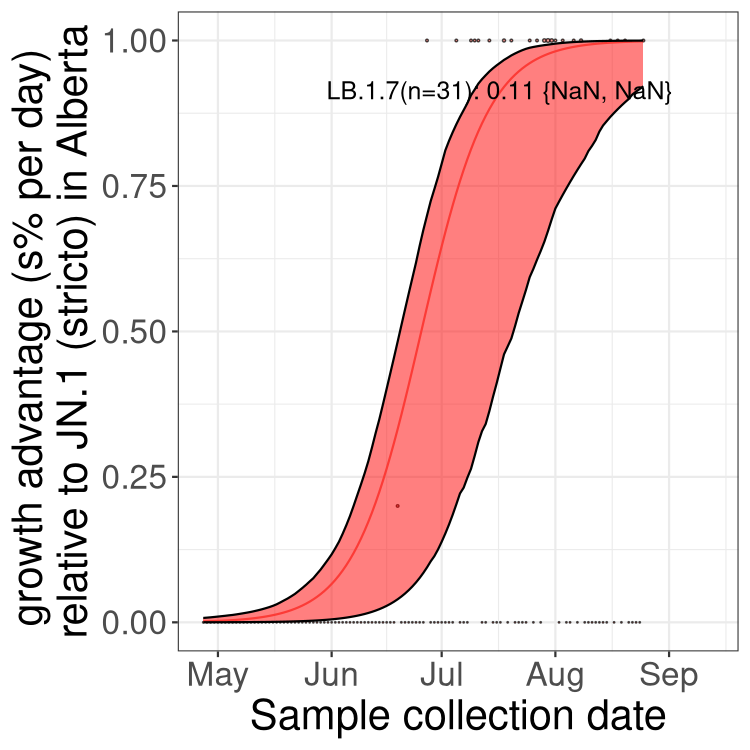 growth advantage (s% per day)
relative to JN.1 (stricto) in Alberta
1.00
0.75
0.50
0.25
0.00
LB.1.7(n=31): 0.11 {NaN, NaN}
May Jun Jul Aug Sep
Sample collection date